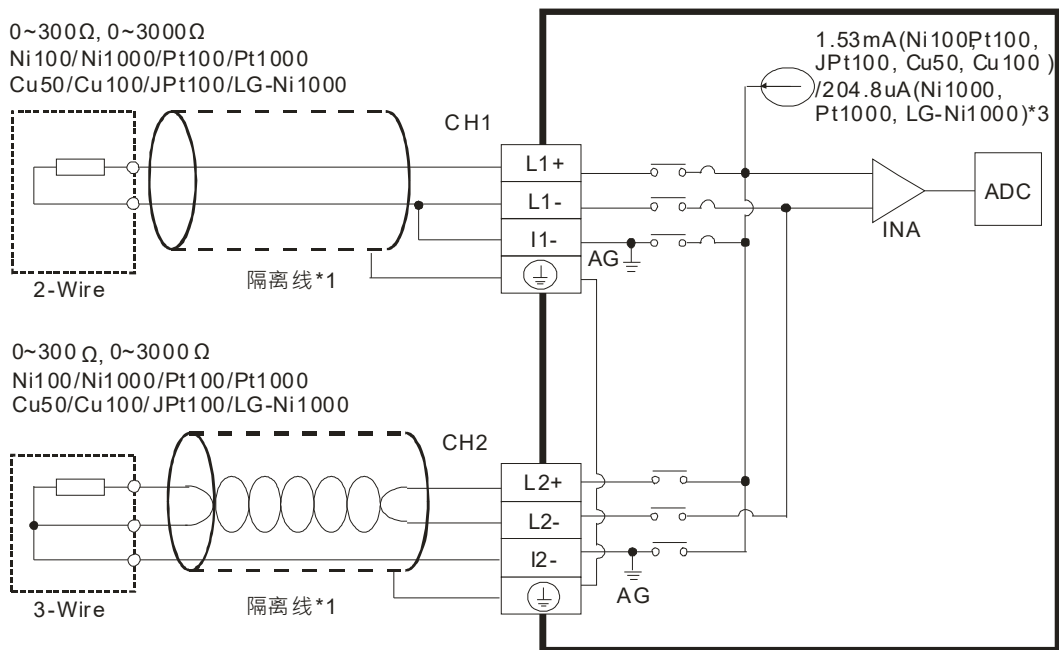 0~300Ω, 0~3000Ω
Ni100/Ni1000/Pt100/Pt1000
Cu50/Cu100/JPt100/LG-Ni1000
2-Wire
隔离线*1
CH1
L1+
L1-
I1-
AG
1.53mA(Ni100,Pt100,
JPt100, Cu50, Cu100)
/204.8uA(Ni1000,
Pt1000, LG-Ni1000)*3
INA
ADC
0~300Ω, 0~3000Ω
Ni100/Ni1000/Pt100/Pt1000
Cu50/Cu100/JPt100/LG-Ni1000
3-Wire
隔离线*1
CH2
L2+
L2-
I2-
AG